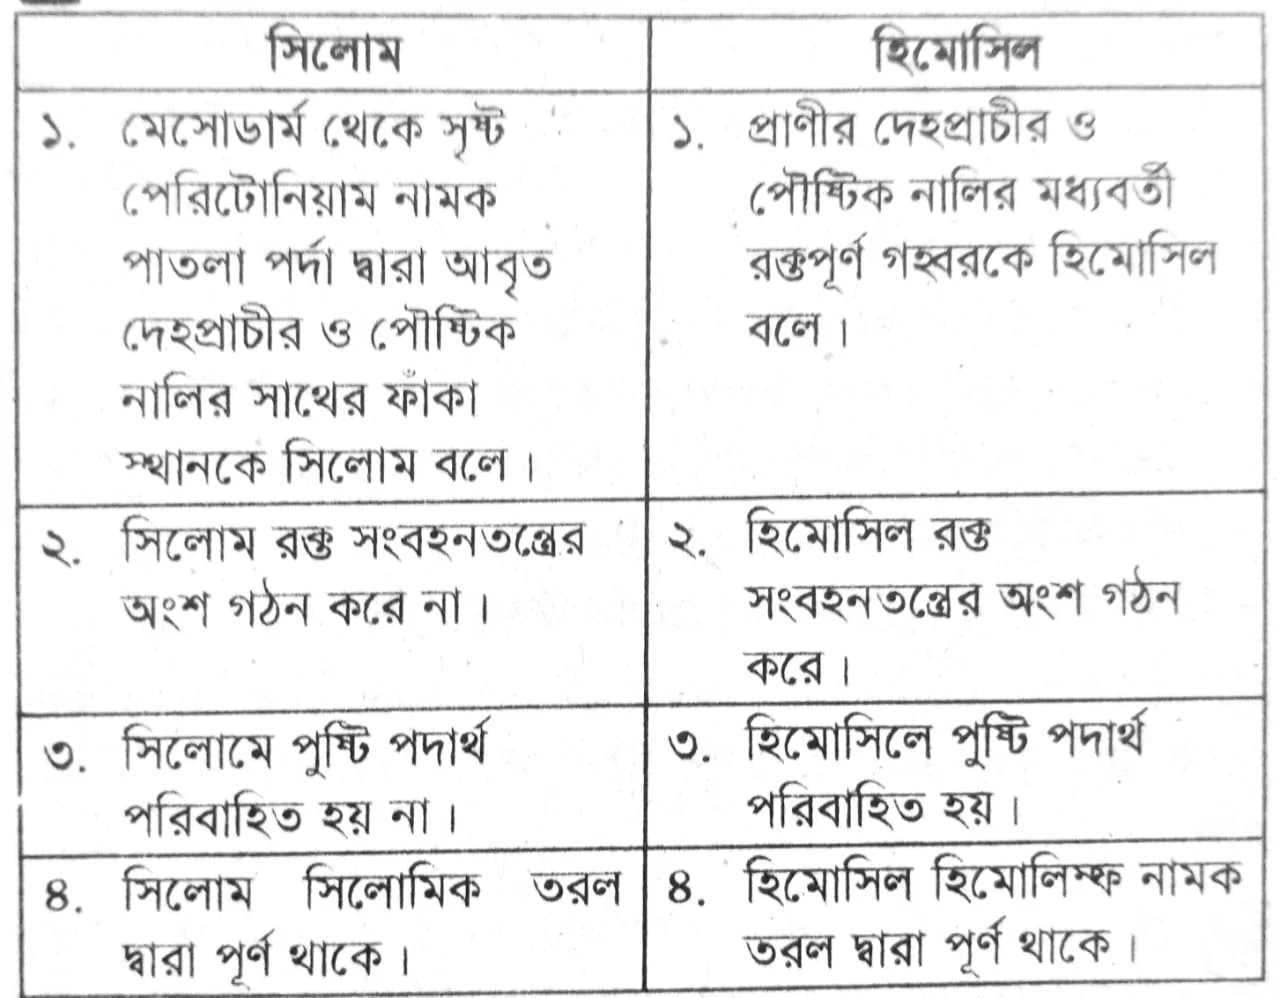 সিলোম
হিমোসিল
১. মেসোডার্ম থেকে সৃষ্ট
পেরিটোনিয়াম নামক
পাতলা পর্দা দ্বারা আবৃত
দেহপ্রাচীর ও পৌষ্টিক
নালির সাথের ফাঁকা
স্থানকে সিলোম বলে।
১. প্রাণীর দেহপ্রাচীর ও
পৌষ্টিক নালির মধ্যবর্তী
রক্তপূর্ণ গহ্বরকে হিমোসিল
বলে।
২. সিলোম রক্ত সংবহনতন্ত্রের
অংশ গঠন করে না।
২. হিমোসিল রক্ত
সংবহনতন্ত্রের অংশ গঠন
করে।
৩. সিলোমে পুষ্টি পদার্থ
পরিবাহিত হয় না।
৩. হিমোসিলে পুষ্টি পদার্থ
পরিবাহিত হয়।
৪. সিলোম সিলোমিক তরল
দ্বারা পূর্ণ থাকে।
৪. হিমোসিল হিমোলিম্ফ নামক
তরল দ্বারা পূর্ণ থাকে।